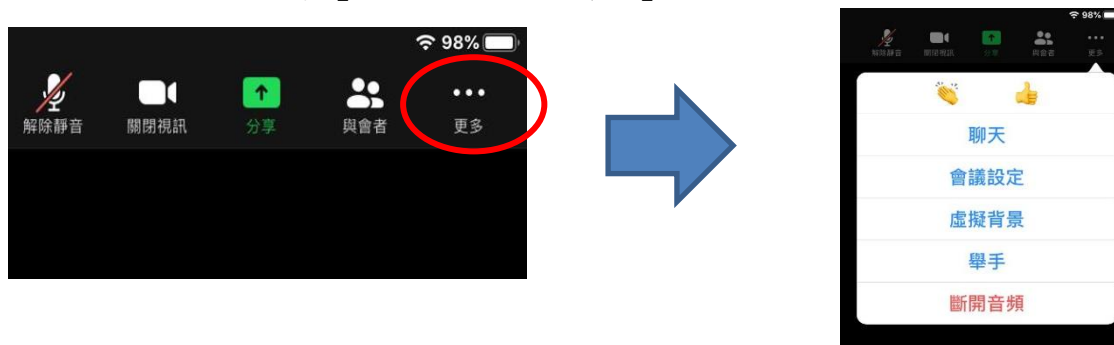 98%
解除靜音 關閉視訊 分享 與會者 更多
98%
解除靜音 關閉視訊 分享 與會者 更多
聊天
會議設定
虛擬背景
舉手
斷開音頻